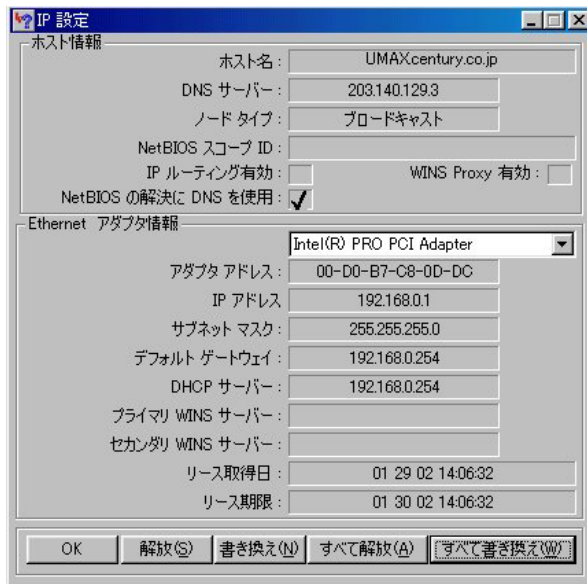 IP 設定
ホスト情報
ホスト名 : UMAX.century.co.jp
DNS サーバー : 203.140.129.3
ノード タイプ : ブロードキャスト
NetBIOS スコープ ID :
IP ルーティング有効 : WINS Proxy 有効 :
NetBIOS の解決に DNS を使用 :
Ethernet アダプタ情報
Intel(R) PRO PCI Adapter
アダプタ アドレス : 00-D0-B7-C8-0D-DC
IP アドレス 192.168.0.1
サブネット マスク : 255.255.255.0
デフォルト ゲートウェイ : 192.168.0.254
DHCP サーバー : 192.168.0.254
プライマリ WINS サーバー :
セカンダリ WINS サーバー :
リース取得日 : 01 29 02 14:06:32
リース期限 : 01 30 02 14:06:32
OK 解放(S) 書き換え(N) すべて解放(A) すべて書き換え(W)